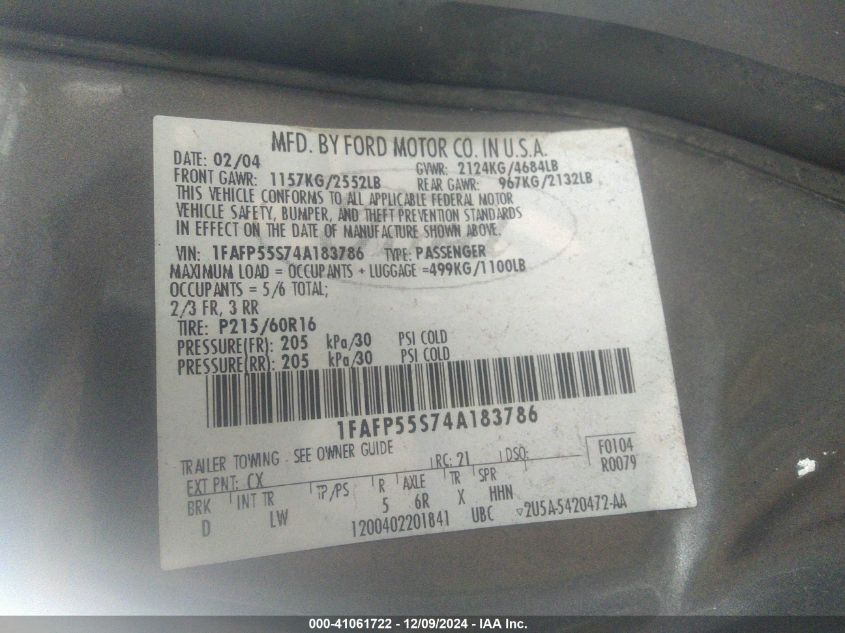 MFD. BY FORD MOTOR CO. IN U.S.A.
DATE: 02/04 GVWR: 2124KG/4684LB
FRONT GAWR: 1157KG/2552LB REAR GAWR: 967KG/2132LB
THIS VEHICLE CONFORMS TO ALL APPLICABLE FEDERAL MOTOR
VEHICLE SAFETY, BUMPER, AND THEFT PREVENTION STANDARDS
IN EFFECT ON THE DATE OF MANUFACTURE SHOWN ABOVE.
VIN: 1FAFP55S74A183786 TYPE: PASSENGER
MAXIMUM LOAD = OCCUPANTS + LUGGAGE =499KG/1100LB
OCCUPANTS = 5/6 TOTAL;
2/3 FR, 3 RR
TIRE: P215/60R16
PRESSURE(FR): 205 kPa/30 PSI COLD
PRESSURE(RR): 205 kPa/30 PSI COLD
1FAFP55S74A183786
TRAILER TOWING - SEE OWNER GUIDE
EXT PNT: CX RC: 21 DSO: F0104
R0079
BRK INT TR TP/PS R AXLE TR SPR
D LW 5 6R X HHN
1200402201841 UBC ▽2U5A-5420472-AA
000-41061722 - 12/09/2024 - IAA Inc.